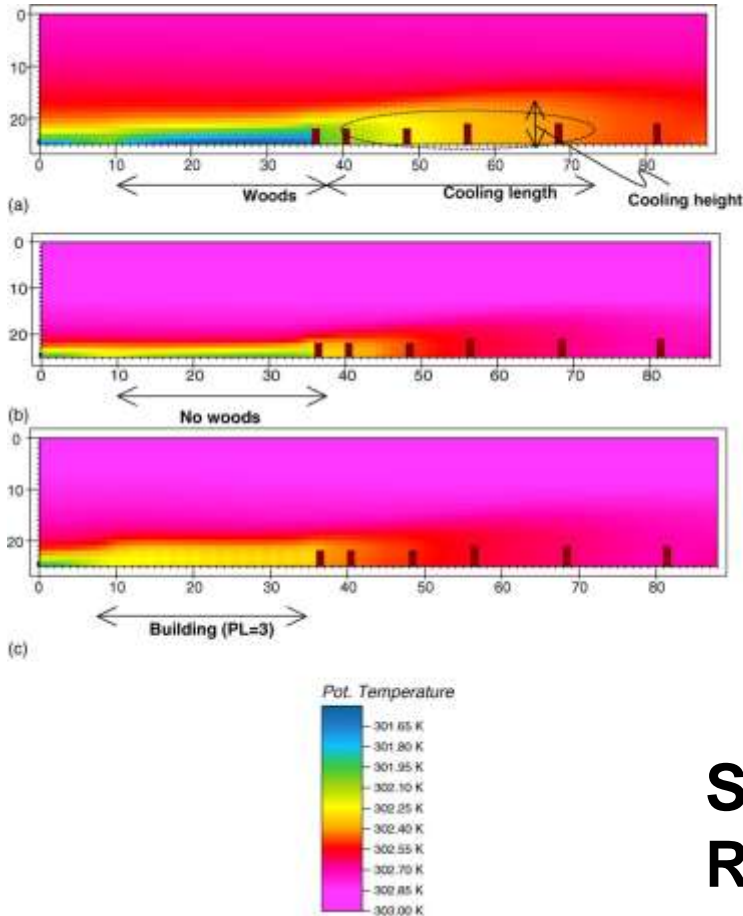 0
10
20
0 10 20 30 40 50 60 70 80
Woods
Cooling length
Cooling height
(a)
0
10
20
0 10 20 30 40 50 60 70 80
No woods
(b)
0
10
20
0 10 20 30 40 50 60 70 80
Building (PL=3)
(c)
Pot. Temperature
301.65 K
301.80 K
301.95 K
302.10 K
302.25 K
302.40 K
302.55 K
302.70 K
302.85 K
303.00 K
S
R